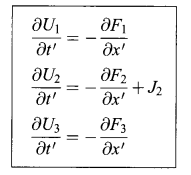 ∂U₁/∂t′ = −∂F₁/∂x′
∂U₂/∂t′ = −∂F₂/∂x′ + J₂
∂U₃/∂t′ = −∂F₃/∂x′